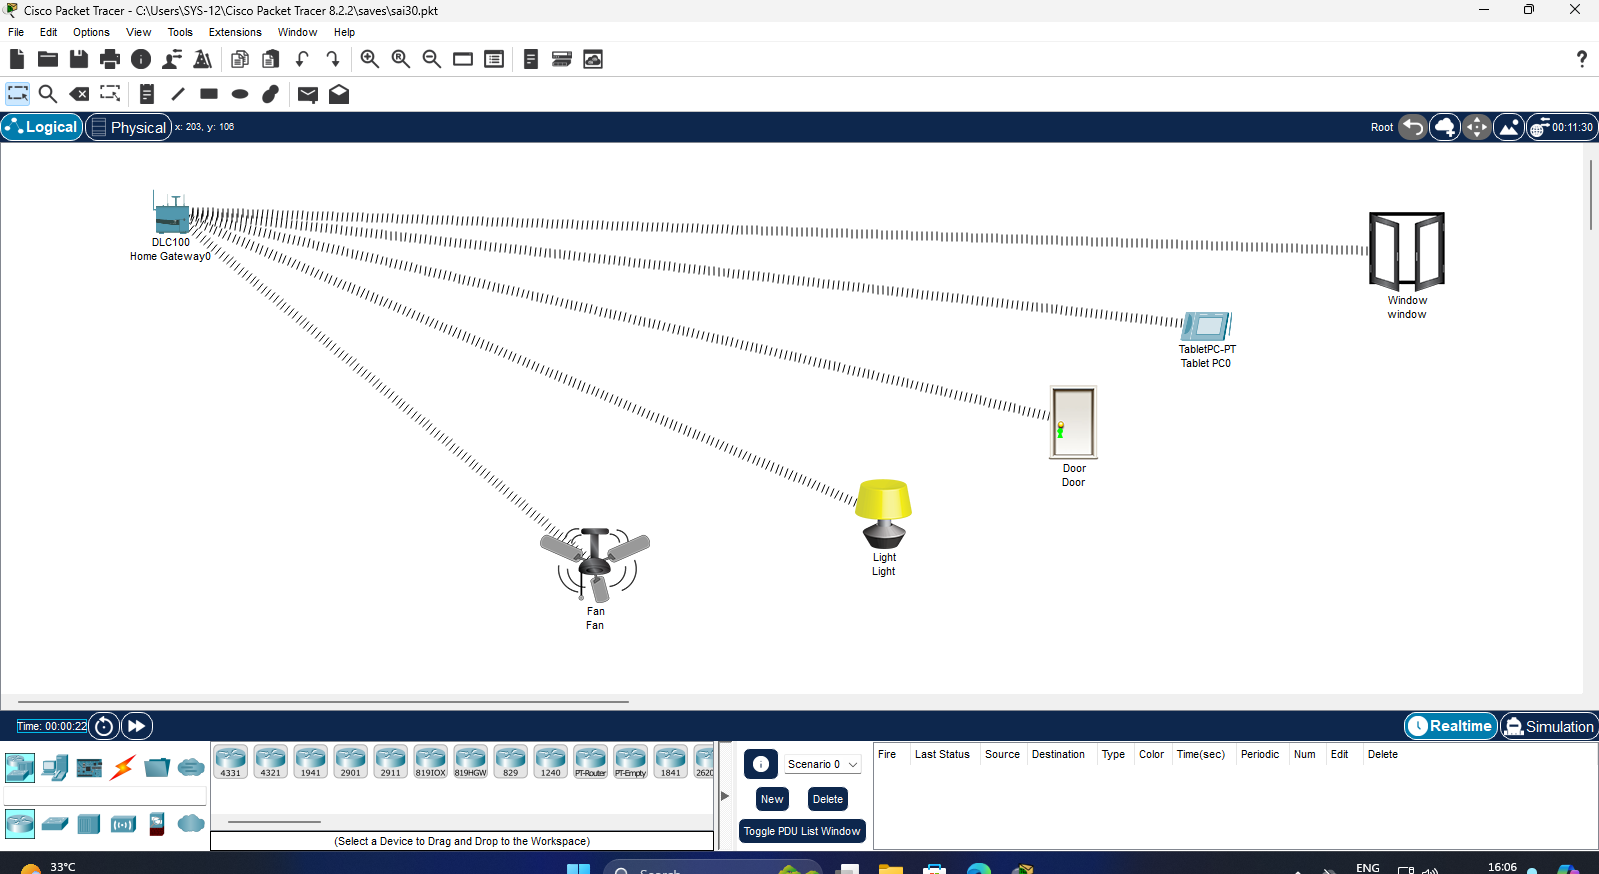 Cisco Packet Tracer - C:\Users\SYS-12\Cisco Packet Tracer 8.2.2\saves\sai30.pkt
File Edit Options View Tools Extensions Window Help
Logical Physical x: 203, y: 106 Root 00:11:30
DLC100
Home Gateway0
Window
window
TabletPC-PT
Tablet PC0
Door
Door
Light
Light
Fan
Fan
Time: 00:00:22 Realtime Simulation
4331 4321 1941 2901 2911 819IOX 819HGW 829 1240 PT-Router PT-Empty 1841 2620
Scenario 0
New Delete
Toggle PDU List Window
Fire Last Status Source Destination Type Color Time(sec) Periodic Num Edit Delete
(Select a Device to Drag and Drop to the Workspace)
33°C Search ENG 16:06